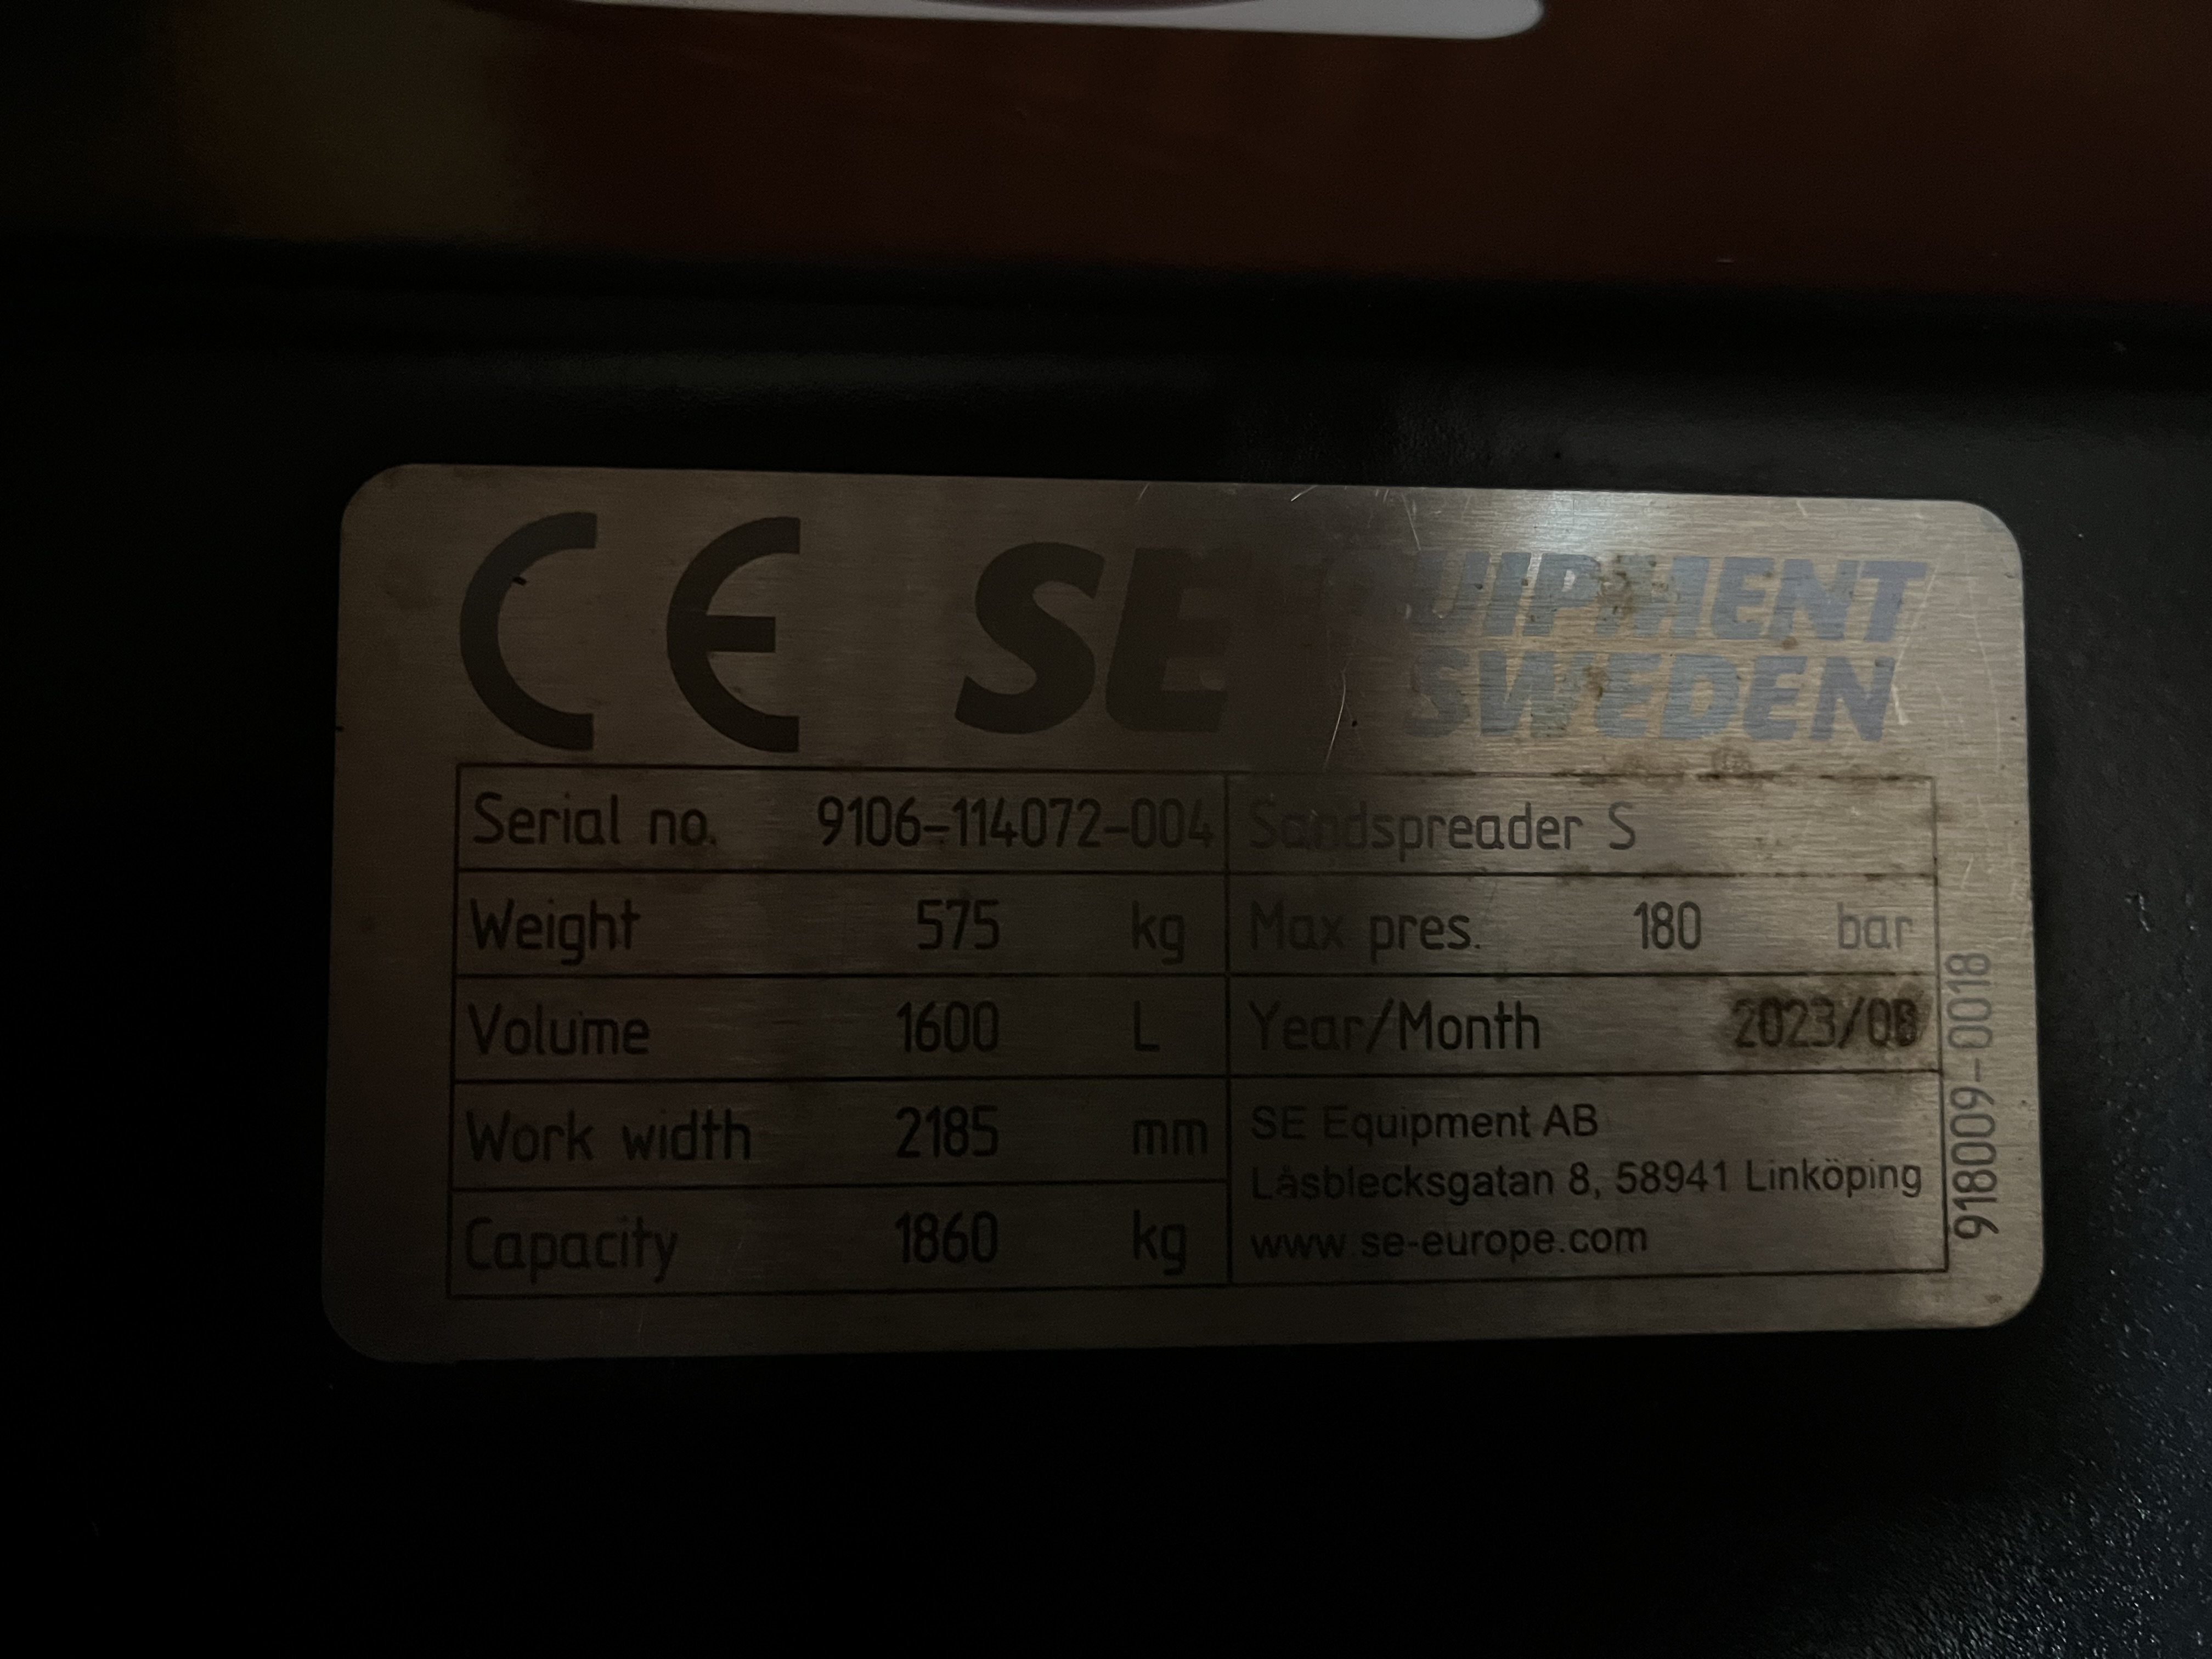 CE SE EQUIPMENT
SWEDEN
Serial no. 9106-114072-004 Sandspreader S
Weight 575 kg Max pres. 180 bar
Volume 1600 L Year/Month
Work width 2185 mm SE Equipment AB
Låsblecksgatan 8, 58941 Linköping
Capacity 1860 kg www.se-europe.com
918009-0018